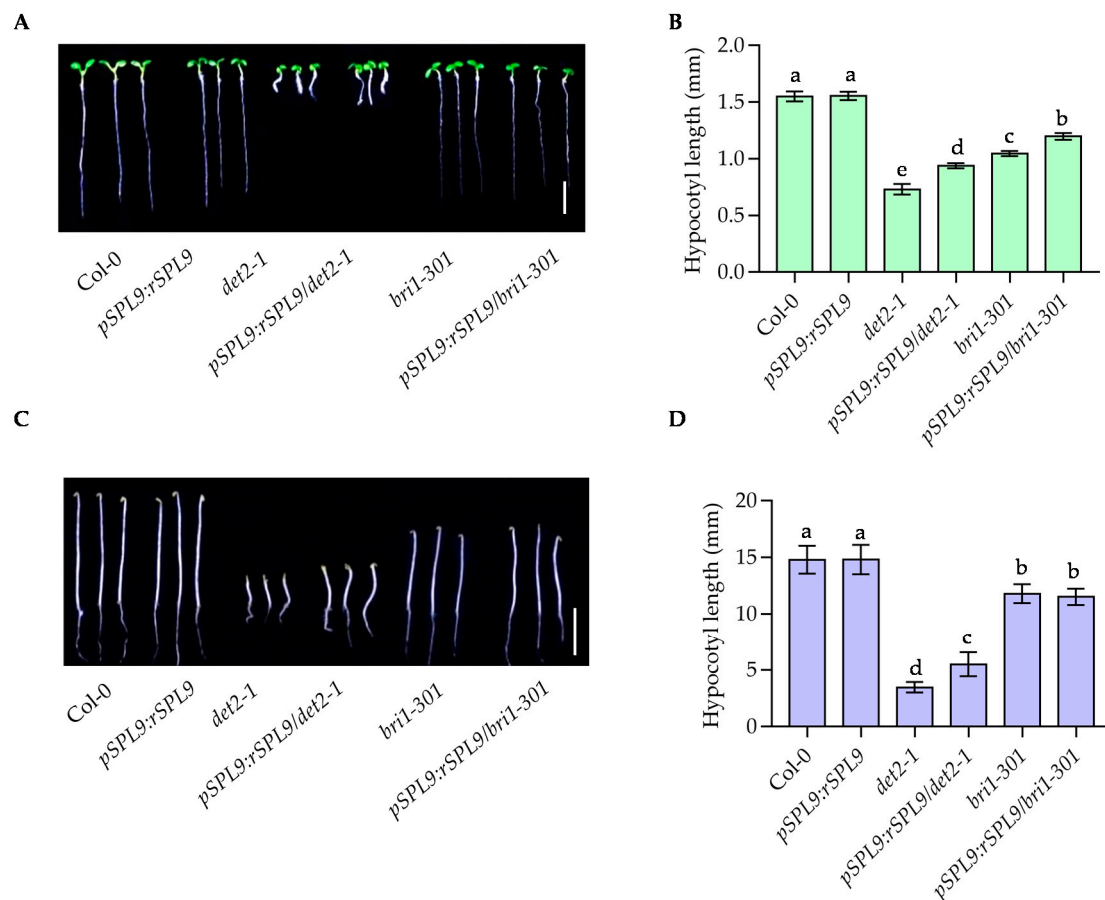 A
Col-0
pSPL9:rSPL9
det2-1
pSPL9:rSPL9/det2-1
bri1-301
pSPL9:rSPL9/bri1-301
B
Hypocotyl length (mm)
2.0
1.5
1.0
0.5
0.0
a
a
e
d
c
b
Col-0
pSPL9:rSPL9
det2-1
pSPL9:rSPL9/det2-1
bri1-301
pSPL9:rSPL9/bri1-301
C
Col-0
pSPL9:rSPL9
det2-1
pSPL9:rSPL9/det2-1
bri1-301
pSPL9:rSPL9/bri1-301
D
Hypocotyl length (mm)
20
15
10
5
0
a
a
d
c
b
b
Col-0
pSPL9:rSPL9
det2-1
pSPL9:rSPL9/det2-1
bri1-301
pSPL9:rSPL9/bri1-301